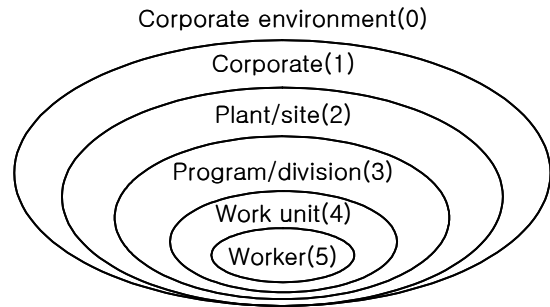 Corporate environment(0)
Corporate(1)
Plant/site(2)
Program/division(3)
Work unit(4)
Worker(5)